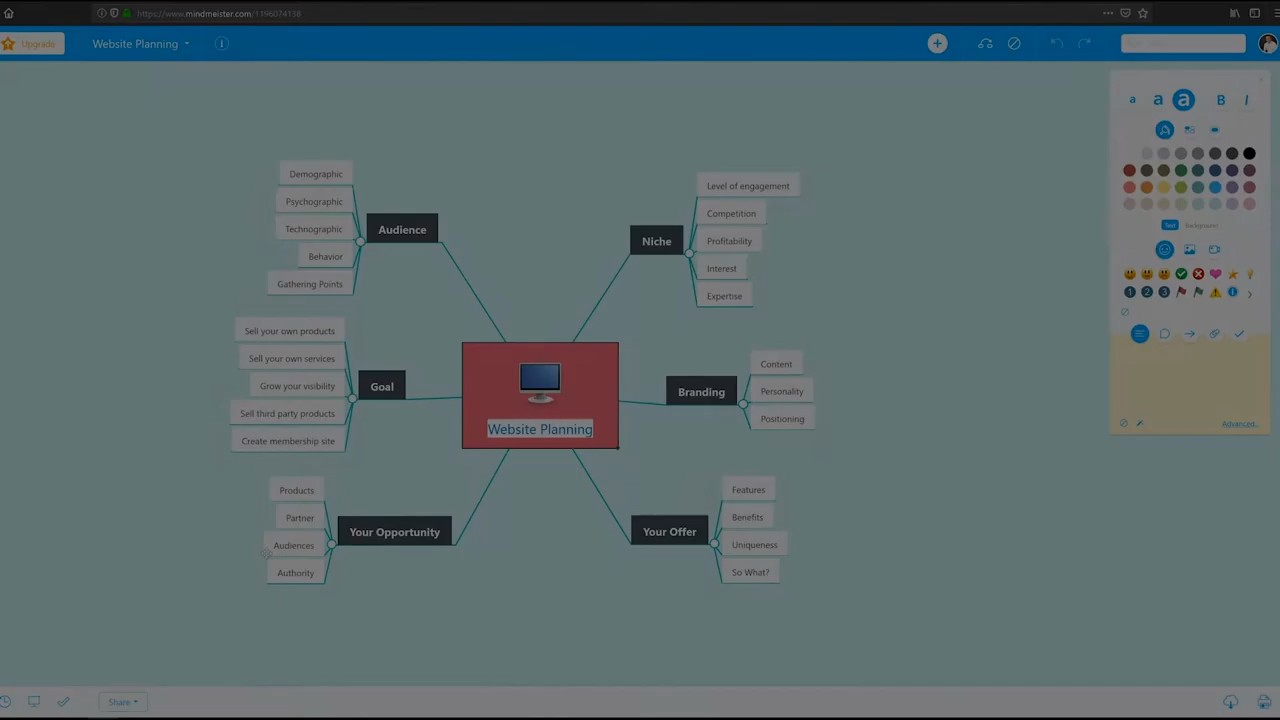 https://www.mindmeister.com/1196074138
Upgrade
Website Planning
a a a B I
Text Background
Advanced..
Demographic
Psychographic
Technographic
Behavior
Gathering Points
Audience
Niche
Level of engagement
Competition
Profitability
Interest
Expertise
Sell your own products
Sell your own services
Grow your visibility
Sell third party products
Create membership site
Goal
Website Planning
Branding
Content
Personality
Positioning
Products
Partner
Audiences
Authority
Your Opportunity
Your Offer
Features
Benefits
Uniqueness
So What?
Share